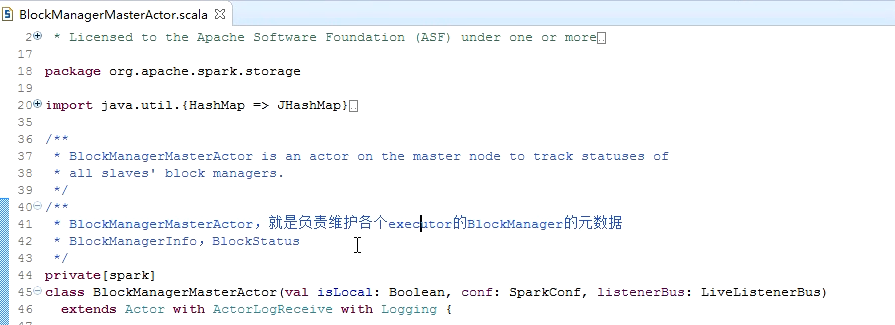 BlockManagerMasterActor.scala
2 * Licensed to the Apache Software Foundation (ASF) under one or more
17
18 package org.apache.spark.storage
19
20 import java.util.{HashMap => JHashMap}
35
36 /**
37  * BlockManagerMasterActor is an actor on the master node to track statuses of
38  * all slaves' block managers.
39  */
40 /**
41  * BlockManagerMasterActor，就是负责维护各个executor的BlockManager的元数据
42  * BlockManagerInfo，BlockStatus
43  */
44 private[spark]
45 class BlockManagerMasterActor(val isLocal: Boolean, conf: SparkConf, listenerBus: LiveListenerBus)
46   extends Actor with ActorLogReceive with Logging {